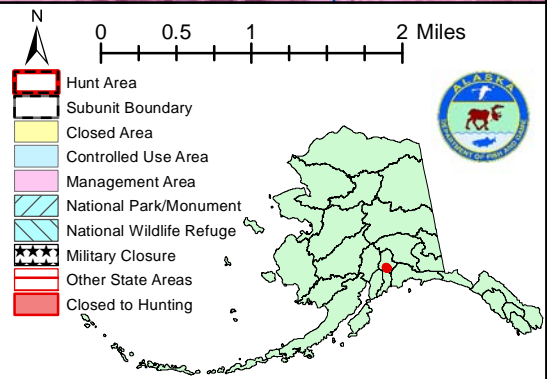 N
0 0.5 1 2 Miles
Hunt Area
Subunit Boundary
Closed Area
Controlled Use Area
Management Area
National Park/Monument
National Wildlife Refuge
Military Closure
Other State Areas
Closed to Hunting
ALASKA
DEPARTMENT OF FISH AND GAME